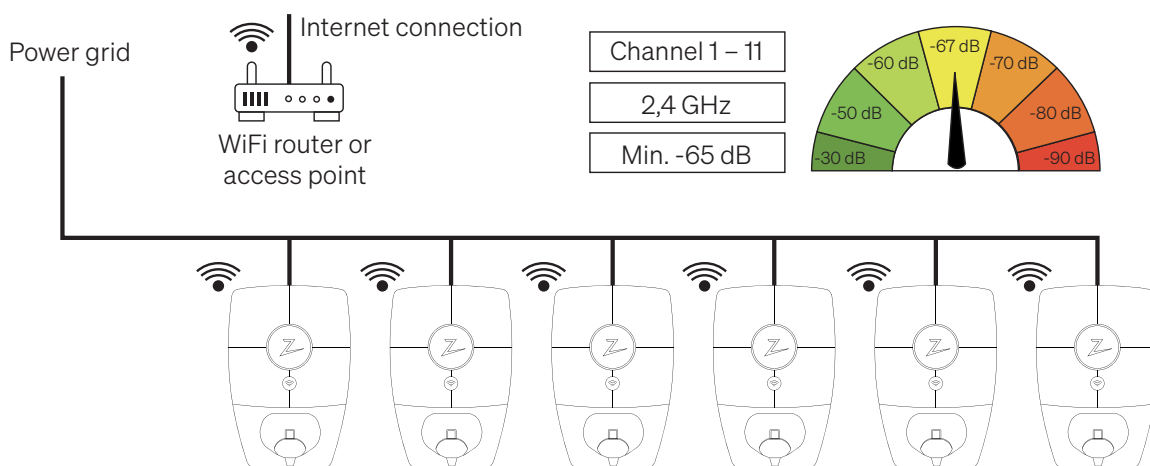 Internet connection
Power grid
WiFi router or
access point
Channel 1 – 11
2,4 GHz
Min. -65 dB
-30 dB
-50 dB
-60 dB
-67 dB
-70 dB
-80 dB
-90 dB